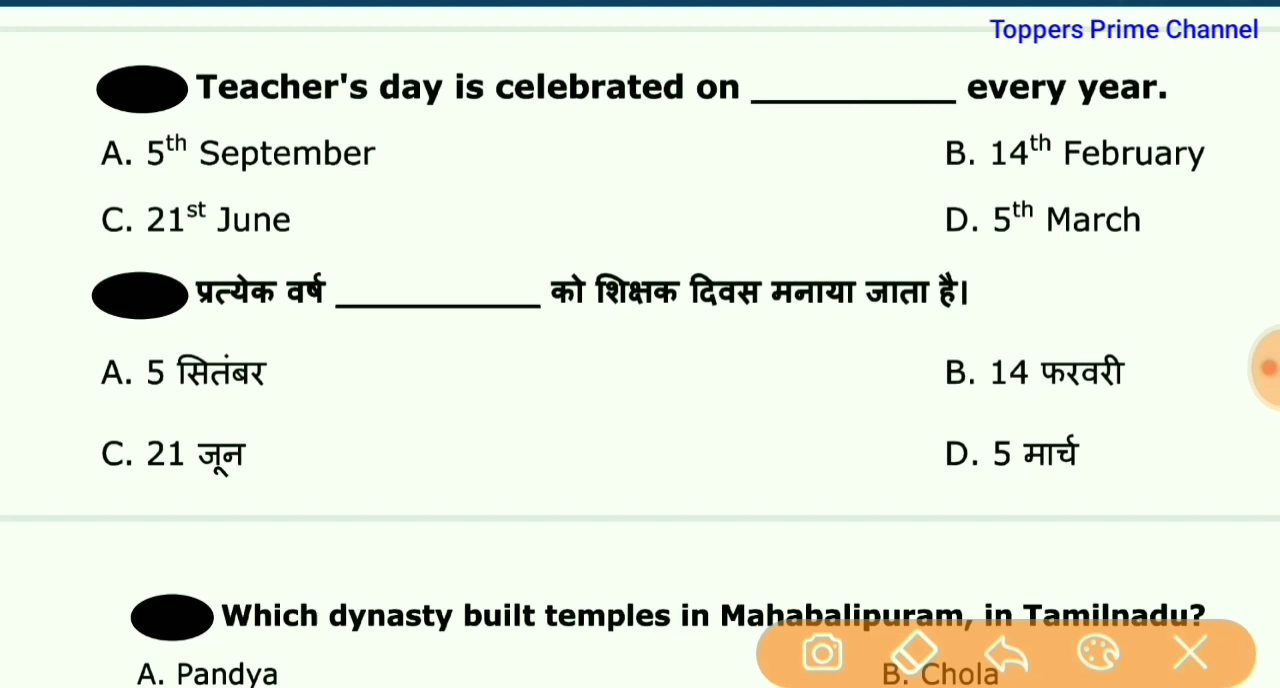 Toppers Prime Channel
Teacher's day is celebrated on ____________ every year.
A. 5th September B. 14th February
C. 21st June D. 5th March
प्रत्येक वर्ष ____________ को शिक्षक दिवस मनाया जाता है।
A. 5 सितंबर B. 14 फरवरी
C. 21 जून D. 5 मार्च
Which dynasty built temples in Mahabalipuram, in Tamilnadu?
A. Pandya B. Chola